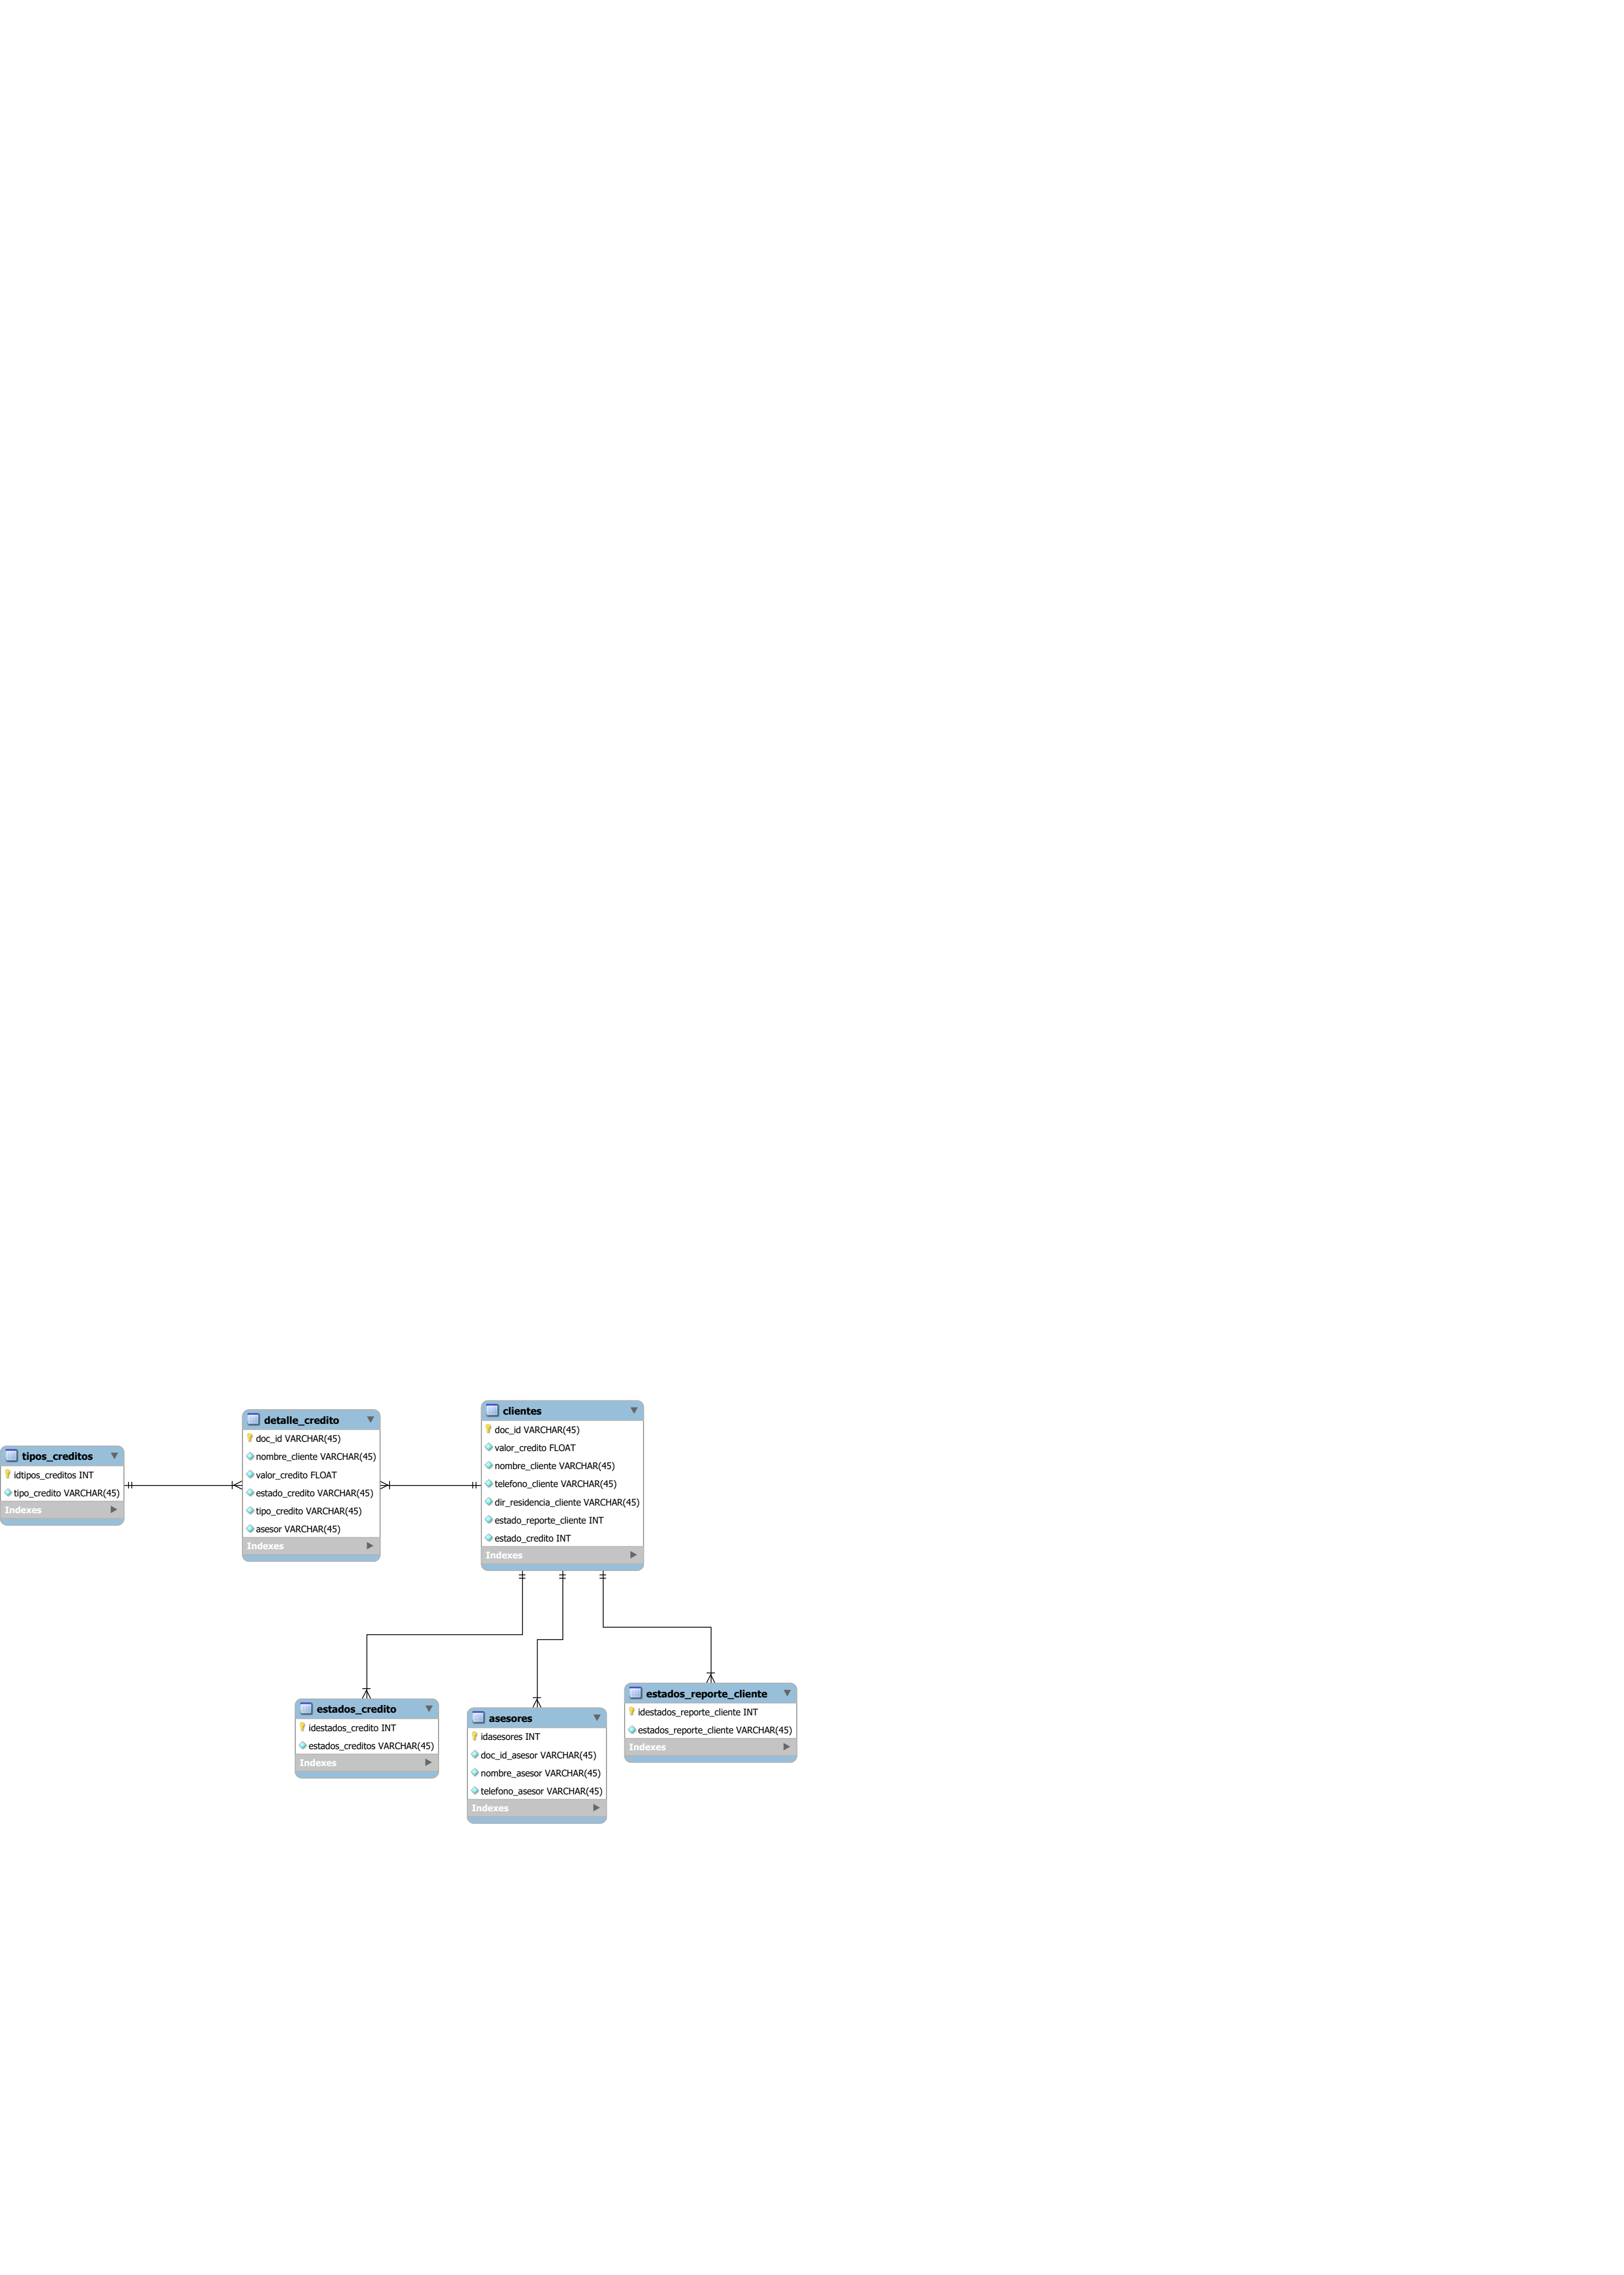 tipos_creditos
idtipos_creditos INT
tipo_credito VARCHAR(45)
Indexes
detalle_credito
doc_id VARCHAR(45)
nombre_cliente VARCHAR(45)
valor_credito FLOAT
estado_credito VARCHAR(45)
tipo_credito VARCHAR(45)
asesor VARCHAR(45)
Indexes
clientes
doc_id VARCHAR(45)
valor_credito FLOAT
nombre_cliente VARCHAR(45)
telefono_cliente VARCHAR(45)
dir_residencia_cliente VARCHAR(45)
estado_reporte_cliente INT
estado_credito INT
Indexes
estados_credito
idestados_credito INT
estados_creditos VARCHAR(45)
Indexes
asesores
idasesores INT
doc_id_asesor VARCHAR(45)
nombre_asesor VARCHAR(45)
telefono_asesor VARCHAR(45)
Indexes
estados_reporte_cliente
idestados_reporte_cliente INT
estados_reporte_cliente VARCHAR(45)
Indexes